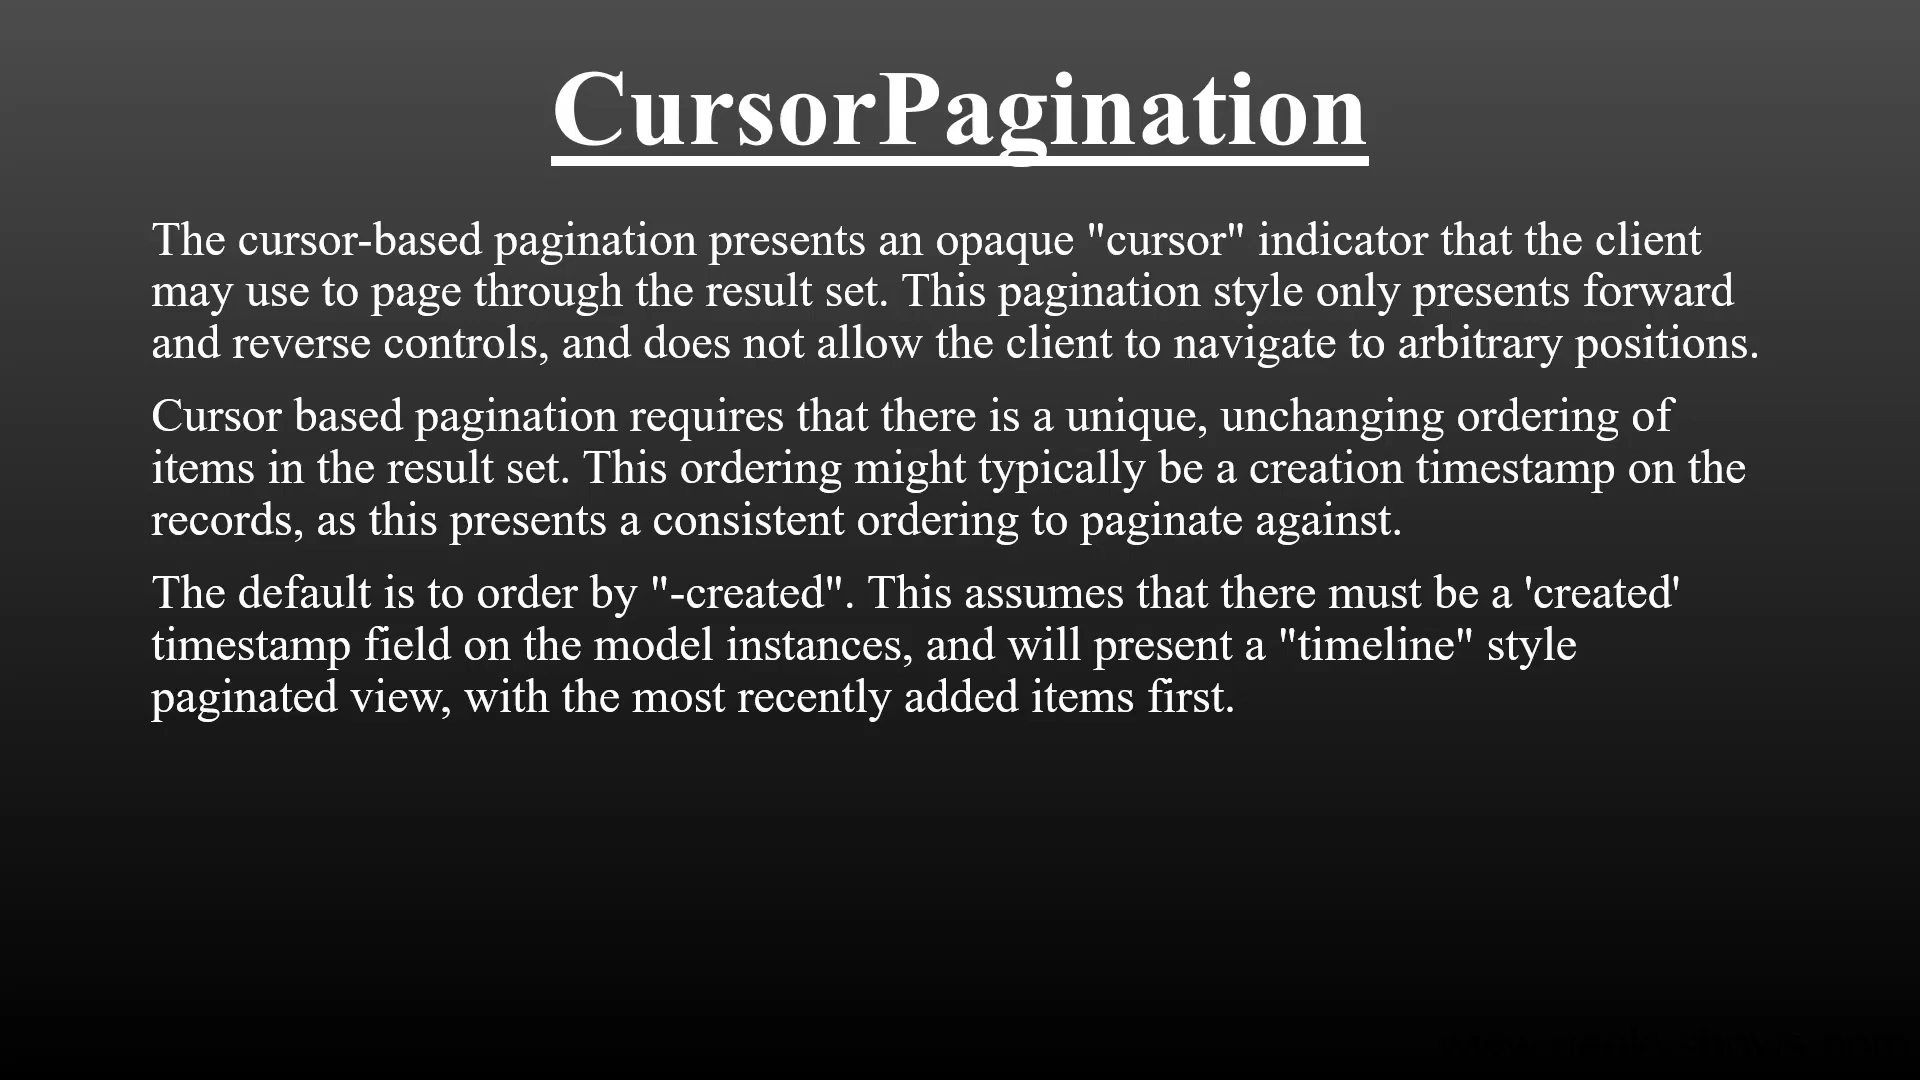 CursorPagination
The cursor-based pagination presents an opaque "cursor" indicator that the client
may use to page through the result set. This pagination style only presents forward
and reverse controls, and does not allow the client to navigate to arbitrary positions.
Cursor based pagination requires that there is a unique, unchanging ordering of
items in the result set. This ordering might typically be a creation timestamp on the
records, as this presents a consistent ordering to paginate against.
The default is to order by "-created". This assumes that there must be a 'created'
timestamp field on the model instances, and will present a "timeline" style
paginated view, with the most recently added items first.